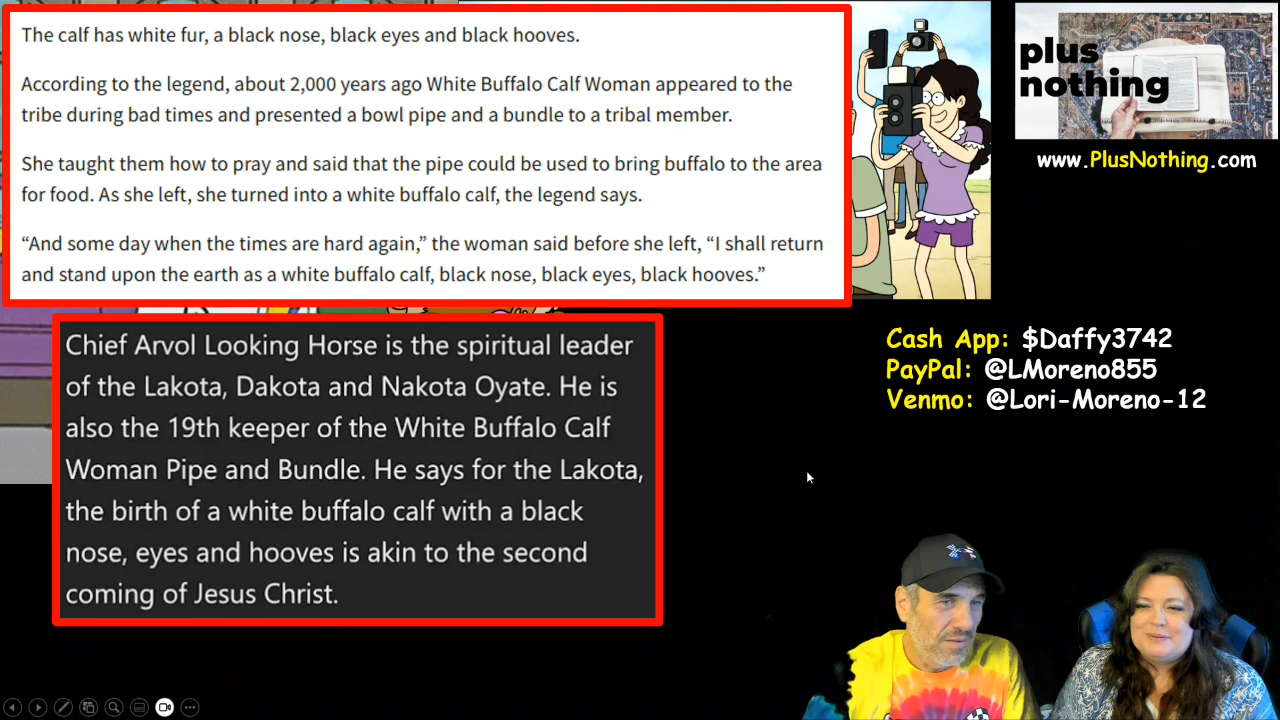 The calf has white fur, a black nose, black eyes and black hooves.
According to the legend, about 2,000 years ago White Buffalo Calf Woman appeared to the
tribe during bad times and presented a bowl pipe and a bundle to a tribal member.
She taught them how to pray and said that the pipe could be used to bring buffalo to the area
for food. As she left, she turned into a white buffalo calf, the legend says.
“And some day when the times are hard again,” the woman said before she left, “I shall return
and stand upon the earth as a white buffalo calf, black nose, black eyes, black hooves.”
plus
nothing
www.PlusNothing.com
Chief Arvol Looking Horse is the spiritual leader
of the Lakota, Dakota and Nakota Oyate. He is
also the 19th keeper of the White Buffalo Calf
Woman Pipe and Bundle. He says for the Lakota,
the birth of a white buffalo calf with a black
nose, eyes and hooves is akin to the second
coming of Jesus Christ.
Cash App: $Daffy3742
PayPal: @LMoreno855
Venmo: @Lori-Moreno-12